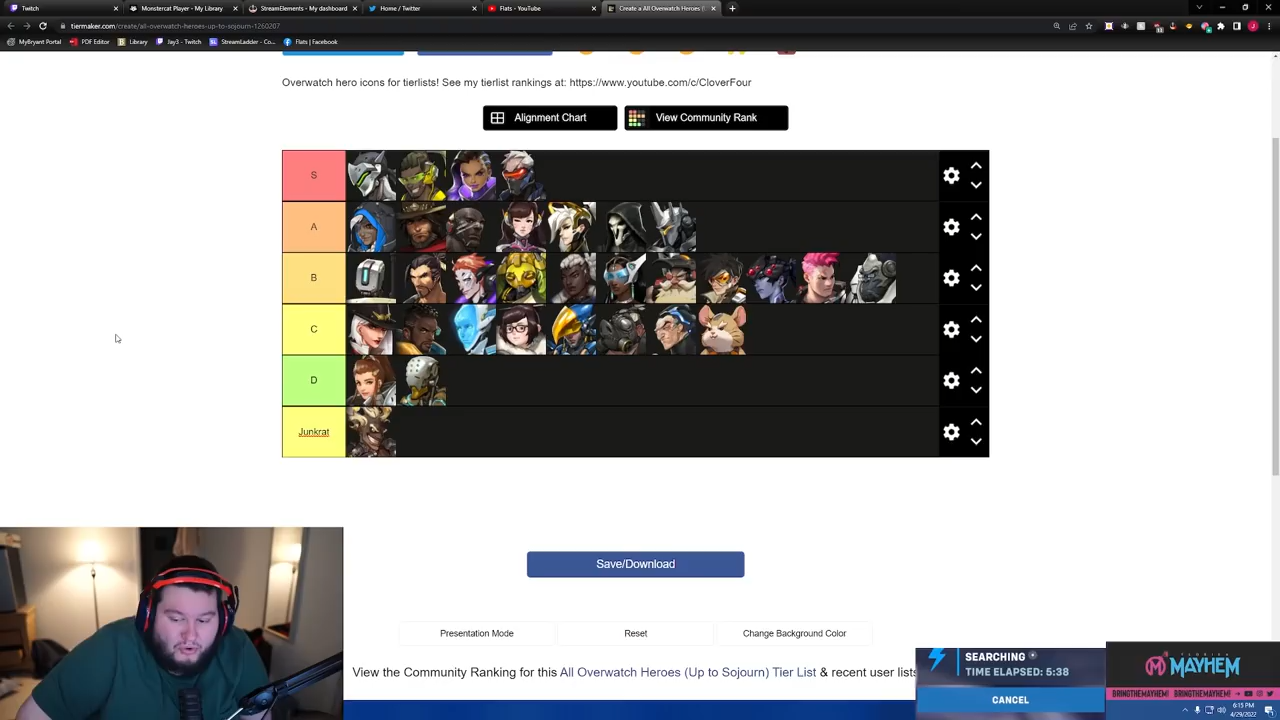 Twitch
Monstercat Player - My Library
StreamElements - My dashboard
Home / Twitter
Flats - YouTube
Create a All Overwatch Heroes (
tiermaker.com/create/all-overwatch-heroes-up-to-sojourn-1260207
MyBryant Portal
PDF Editor
Library
Jay3 - Twitch
StreamLadder - Co...
Flats | Facebook
Overwatch hero icons for tierlists! See my tierlist rankings at: https://www.youtube.com/c/CloverFour
Alignment Chart
View Community Rank
S
A
B
C
D
Junkrat
Save/Download
Presentation Mode
Reset
Change Background Color
View the Community Ranking for this All Overwatch Heroes (Up to Sojourn) Tier List & recent user lists
SEARCHING
TIME ELAPSED: 5:38
CANCEL
FLORIDA
MAYHEM
BRINGTHEMAYHEM! BRINGTHEMAYHEM!
6:15 PM
4/29/2022